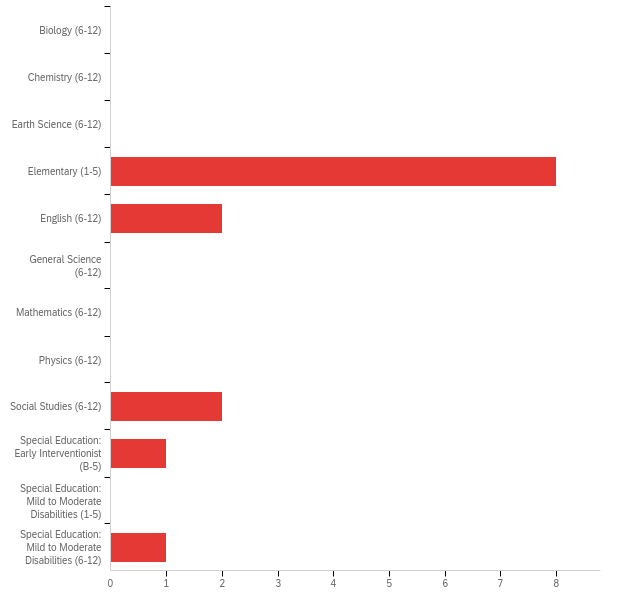 Biology (6-12)
Chemistry (6-12)
Earth Science (6-12)
Elementary (1-5)
English (6-12)
General Science
(6-12)
Mathematics (6-12)
Physics (6-12)
Social Studies (6-12)
Special Education:
Early Interventionist
(B-5)
Special Education:
Mild to Moderate
Disabilities (1-5)
Special Education:
Mild to Moderate
Disabilities (6-12)
0 1 2 3 4 5 6 7 8